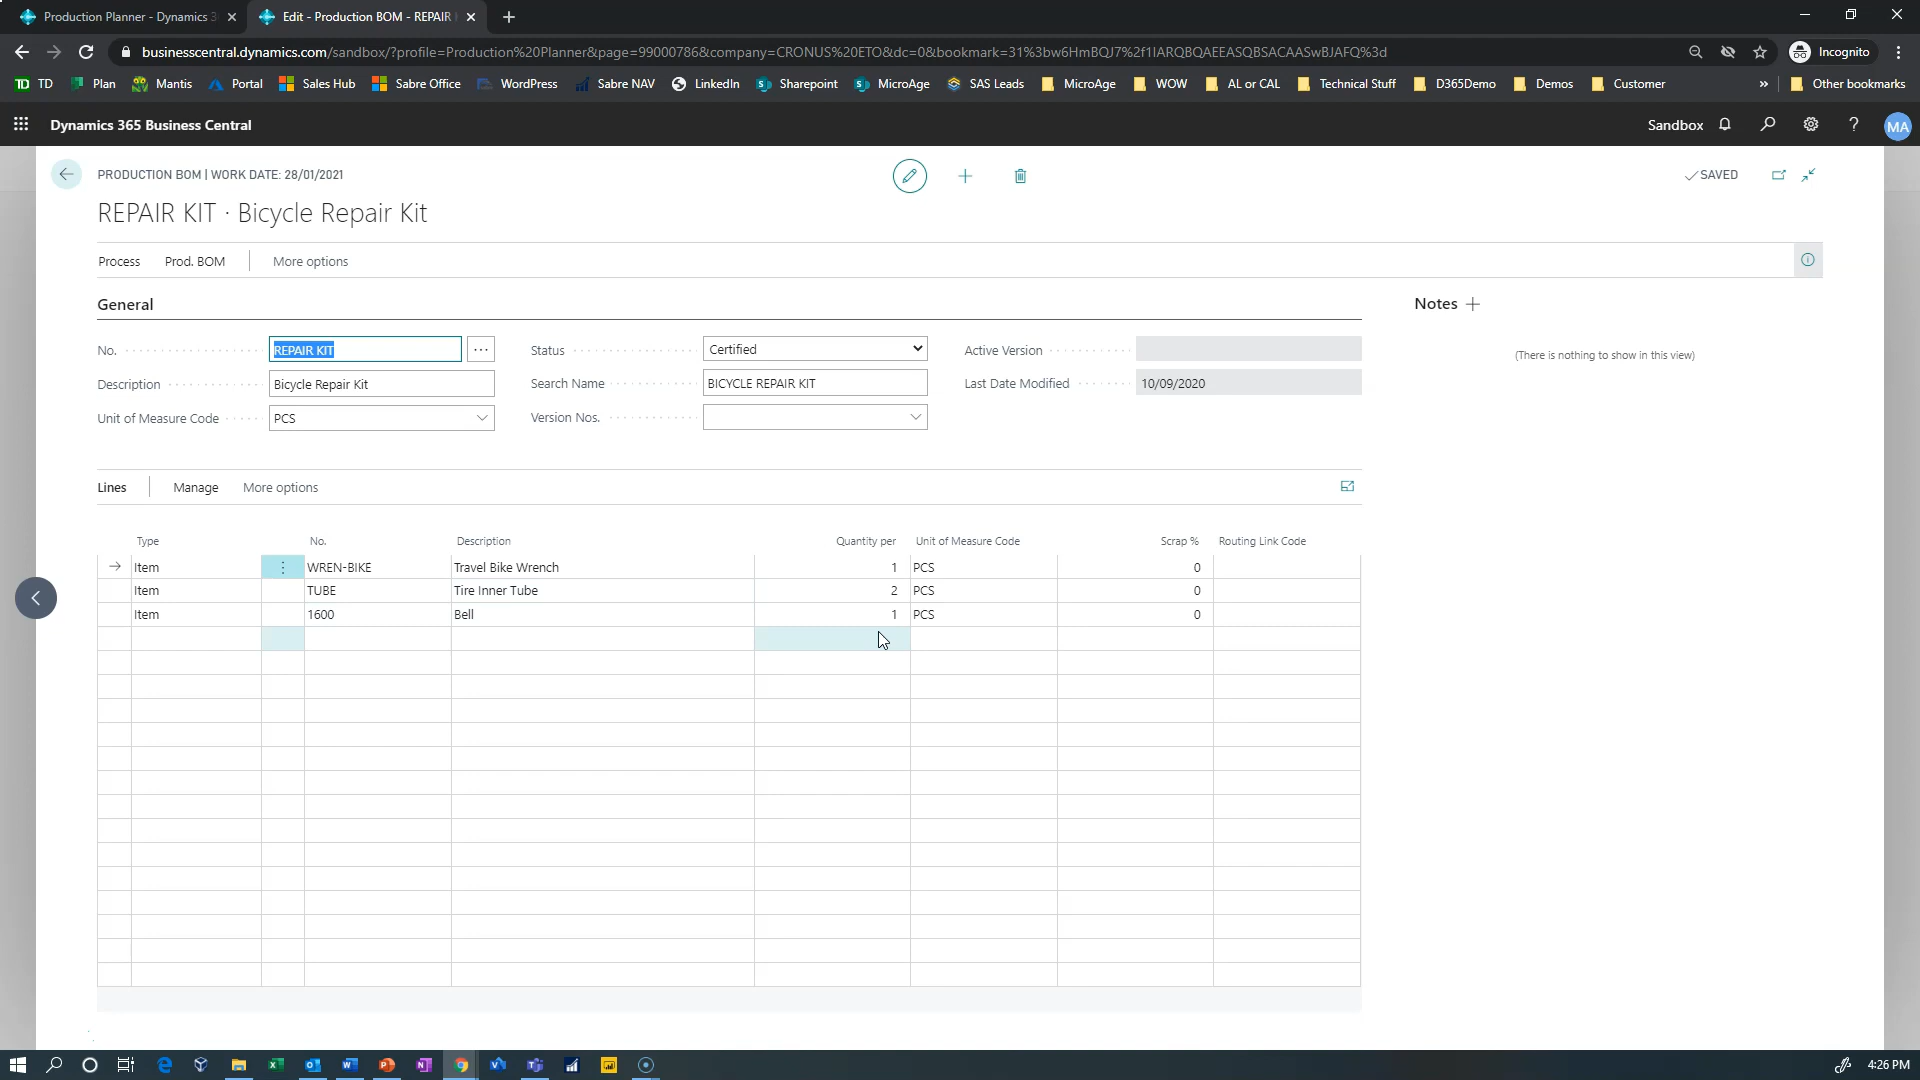 Production Planner - Dynamics 3
Edit - Production BOM - REPAIR
businesscentral.dynamics.com/sandbox/?profile=Production%20Planner&page=99000786&company=CRONUS%20ETO&dc=0&bookmark=31%3bw6HmBQJ7%2f1IARQBQAEEASQBSACAASwBJAFQ%3d
Incognito
TD
Plan
Mantis
Portal
Sales Hub
Sabre Office
WordPress
Sabre NAV
LinkedIn
Sharepoint
MicroAge
SAS Leads
MicroAge
WOW
AL or CAL
Technical Stuff
D365Demo
Demos
Customer
»
Other bookmarks
Dynamics 365 Business Central
Sandbox
?
MA
PRODUCTION BOM | WORK DATE: 28/01/2021
SAVED
REPAIR KIT · Bicycle Repair Kit
Process Prod. BOM More options
General
Notes
No. REPAIR KIT
Status Certified
Active Version
(There is nothing to show in this view)
Description Bicycle Repair Kit
Search Name BICYCLE REPAIR KIT
Last Date Modified 10/09/2020
Unit of Measure Code PCS
Version Nos.
Lines Manage More options
Type No. Description Quantity per Unit of Measure Code Scrap % Routing Link Code
Item WREN-BIKE Travel Bike Wrench 1 PCS 0
Item TUBE Tire Inner Tube 2 PCS 0
Item 1600 Bell 1 PCS 0
4:26 PM